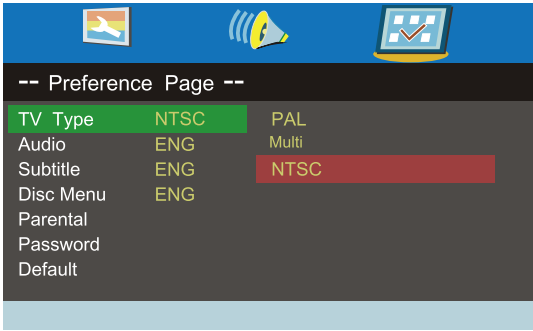 -- Preference Page --
TV Type NTSC PAL
Audio ENG Multi
Subtitle ENG NTSC
Disc Menu ENG
Parental
Password
Default